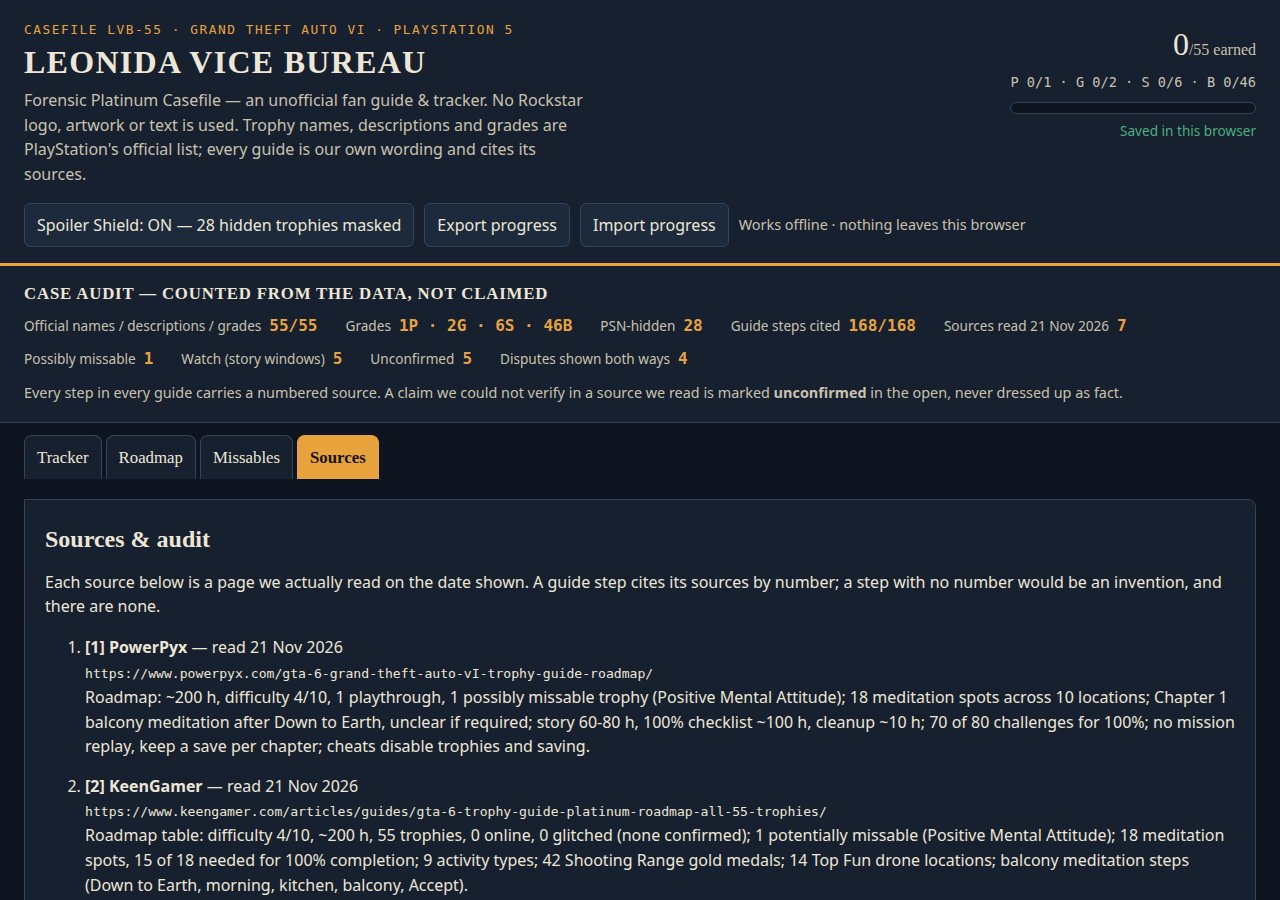 CASEFILE LVB-55 · GRAND THEFT AUTO VI · PLAYSTATION 5
LEONIDA VICE BUREAU
Forensic Platinum Casefile — an unofficial fan guide & tracker. No Rockstar
logo, artwork or text is used. Trophy names, descriptions and grades are
PlayStation's official list; every guide is our own wording and cites its
sources.
0/55 earned
P 0/1 · G 0/2 · S 0/6 · B 0/46
Saved in this browser
Spoiler Shield: ON — 28 hidden trophies masked
Export progress
Import progress
Works offline · nothing leaves this browser
CASE AUDIT — COUNTED FROM THE DATA, NOT CLAIMED
Official names / descriptions / grades 55/55 Grades 1P · 2G · 6S · 46B PSN-hidden 28 Guide steps cited 168/168 Sources read 21 Nov 2026 7
Possibly missable 1 Watch (story windows) 5 Unconfirmed 5 Disputes shown both ways 4
Every step in every guide carries a numbered source. A claim we could not verify in a source we read is marked unconfirmed in the open, never dressed up as fact.
Tracker
Roadmap
Missables
Sources
Sources & audit
Each source below is a page we actually read on the date shown. A guide step cites its sources by number; a step with no number would be an invention, and
there are none.
1. [1] PowerPyx — read 21 Nov 2026
https://www.powerpyx.com/gta-6-grand-theft-auto-vI-trophy-guide-roadmap/
Roadmap: ~200 h, difficulty 4/10, 1 playthrough, 1 possibly missable trophy (Positive Mental Attitude); 18 meditation spots across 10 locations; Chapter 1
balcony meditation after Down to Earth, unclear if required; story 60-80 h, 100% checklist ~100 h, cleanup ~10 h; 70 of 80 challenges for 100%; no mission
replay, keep a save per chapter; cheats disable trophies and saving.
2. [2] KeenGamer — read 21 Nov 2026
https://www.keengamer.com/articles/guides/gta-6-trophy-guide-platinum-roadmap-all-55-trophies/
Roadmap table: difficulty 4/10, ~200 h, 55 trophies, 0 online, 0 glitched (none confirmed); 1 potentially missable (Positive Mental Attitude); 18 meditation
spots, 15 of 18 needed for 100% completion; 9 activity types; 42 Shooting Range gold medals; 14 Top Fun drone locations; balcony meditation steps
(Down to Earth, morning, kitchen, balcony, Accept).